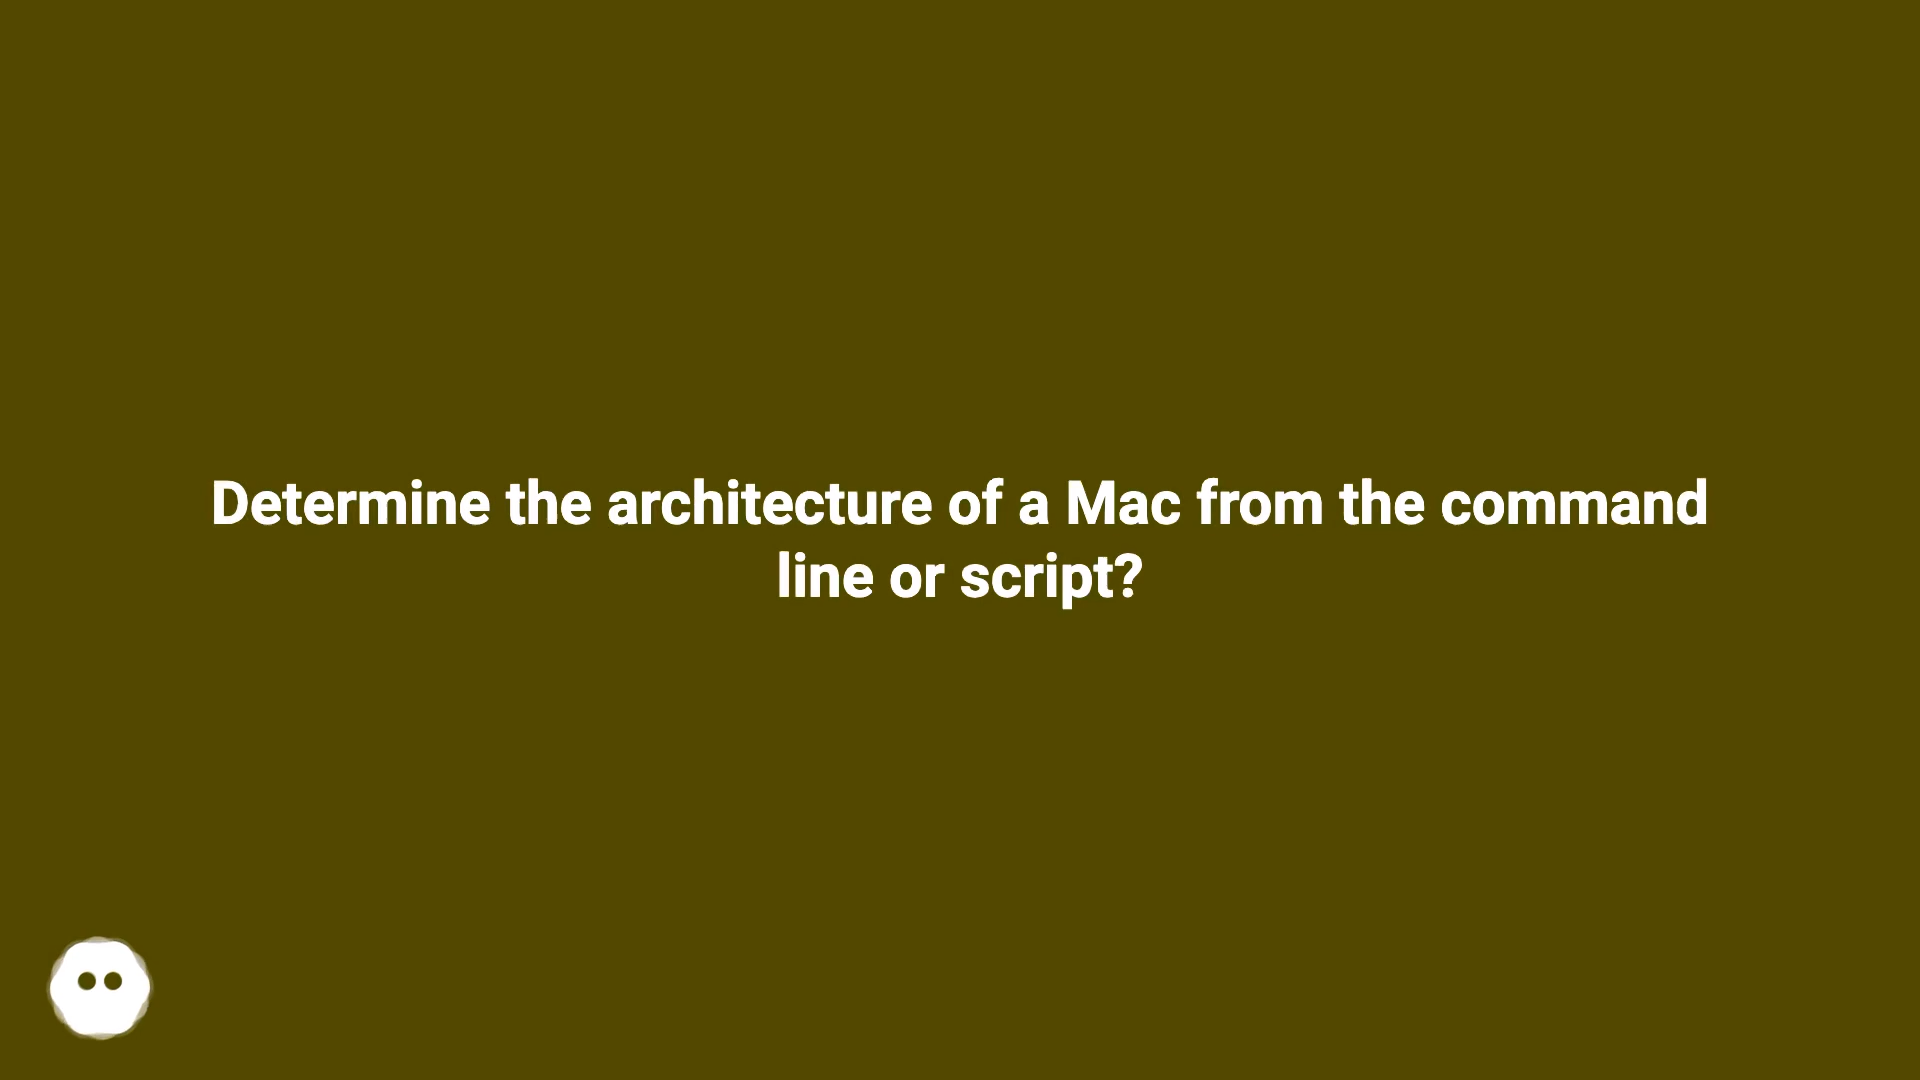 Determine the architecture of a Mac from the command
line or script?